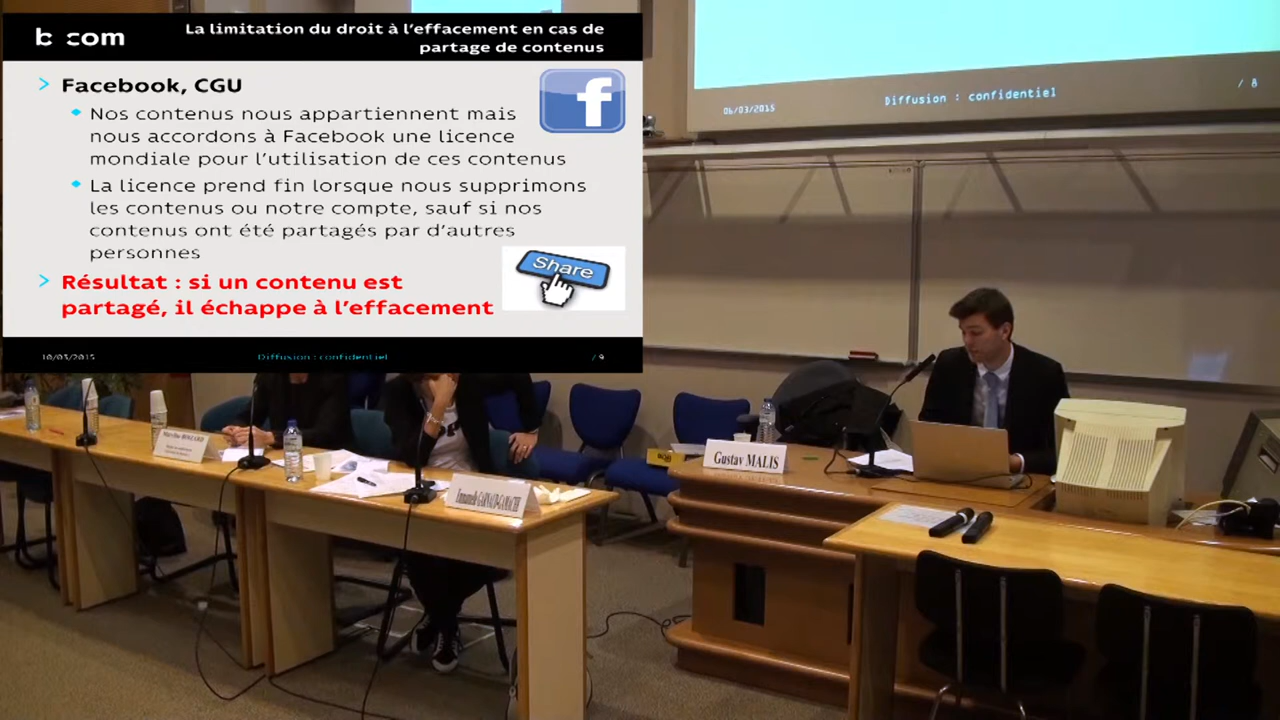 b com
La limitation du droit à l'effacement en cas de
partage de contenus
> Facebook, CGU
Nos contenus nous appartiennent mais
nous accordons à Facebook une licence
mondiale pour l'utilisation de ces contenus
La licence prend fin lorsque nous supprimons
les contenus ou notre compte, sauf si nos
contenus ont été partagés par d'autres
personnes
Share
> Résultat : si un contenu est
partagé, il échappe à l'effacement
10/03/2015
Diffusion : confidentiel
/ 9
06/03/2015
Diffusion : confidentiel
/ 8
Gustav MALIS
Emmanuelle GARNAUD-GAMACHE